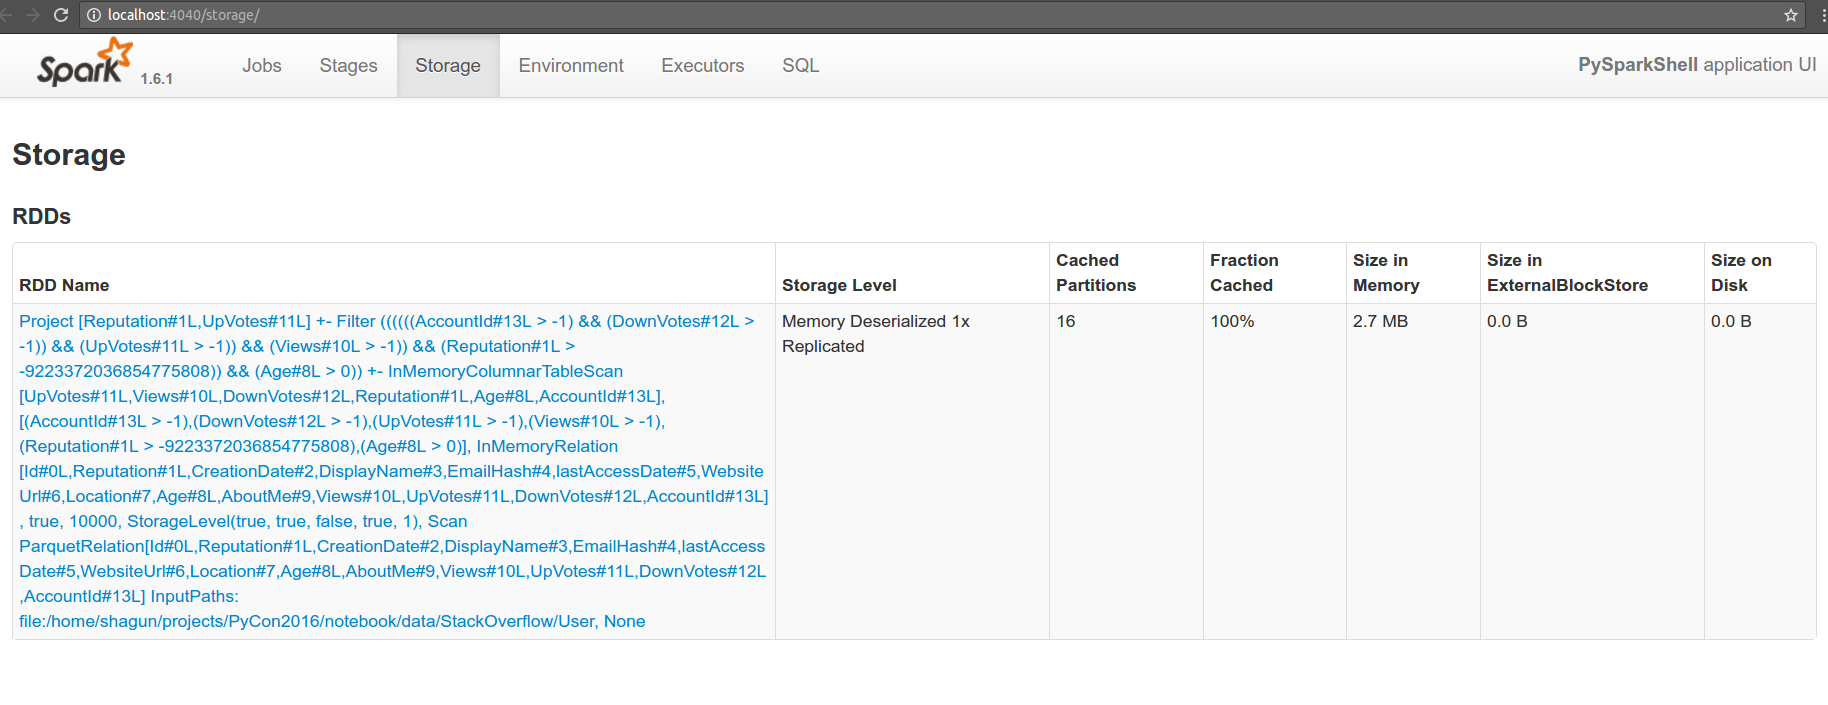 localhost:4040/storage/
Spark 1.6.1 Jobs Stages Storage Environment Executors SQL PySparkShell application UI
Storage
RDDs
RDD Name Storage Level Cached Partitions Fraction Cached Size in Memory Size in ExternalBlockStore Size on Disk
Project [Reputation#1L,UpVotes#11L] +- Filter ((((((AccountId#13L > -1) && (DownVotes#12L >
-1)) && (UpVotes#11L > -1)) && (Views#10L > -1)) && (Reputation#1L >
-9223372036854775808)) && (Age#8L > 0)) +- InMemoryColumnarTableScan
[UpVotes#11L,Views#10L,DownVotes#12L,Reputation#1L,Age#8L,AccountId#13L],
[(AccountId#13L > -1),(DownVotes#12L > -1),(UpVotes#11L > -1),(Views#10L > -1),
(Reputation#1L > -9223372036854775808),(Age#8L > 0)], InMemoryRelation
[Id#0L,Reputation#1L,CreationDate#2,DisplayName#3,EmailHash#4,lastAccessDate#5,Website
Url#6,Location#7,Age#8L,AboutMe#9,Views#10L,UpVotes#11L,DownVotes#12L,AccountId#13L]
, true, 10000, StorageLevel(true, true, false, true, 1), Scan
ParquetRelation[Id#0L,Reputation#1L,CreationDate#2,DisplayName#3,EmailHash#4,lastAccess
Date#5,WebsiteUrl#6,Location#7,Age#8L,AboutMe#9,Views#10L,UpVotes#11L,DownVotes#12L
,AccountId#13L] InputPaths:
file:/home/shagun/projects/PyCon2016/notebook/data/StackOverflow/User, None
Memory Deserialized 1x
Replicated
16
100%
2.7 MB
0.0 B
0.0 B